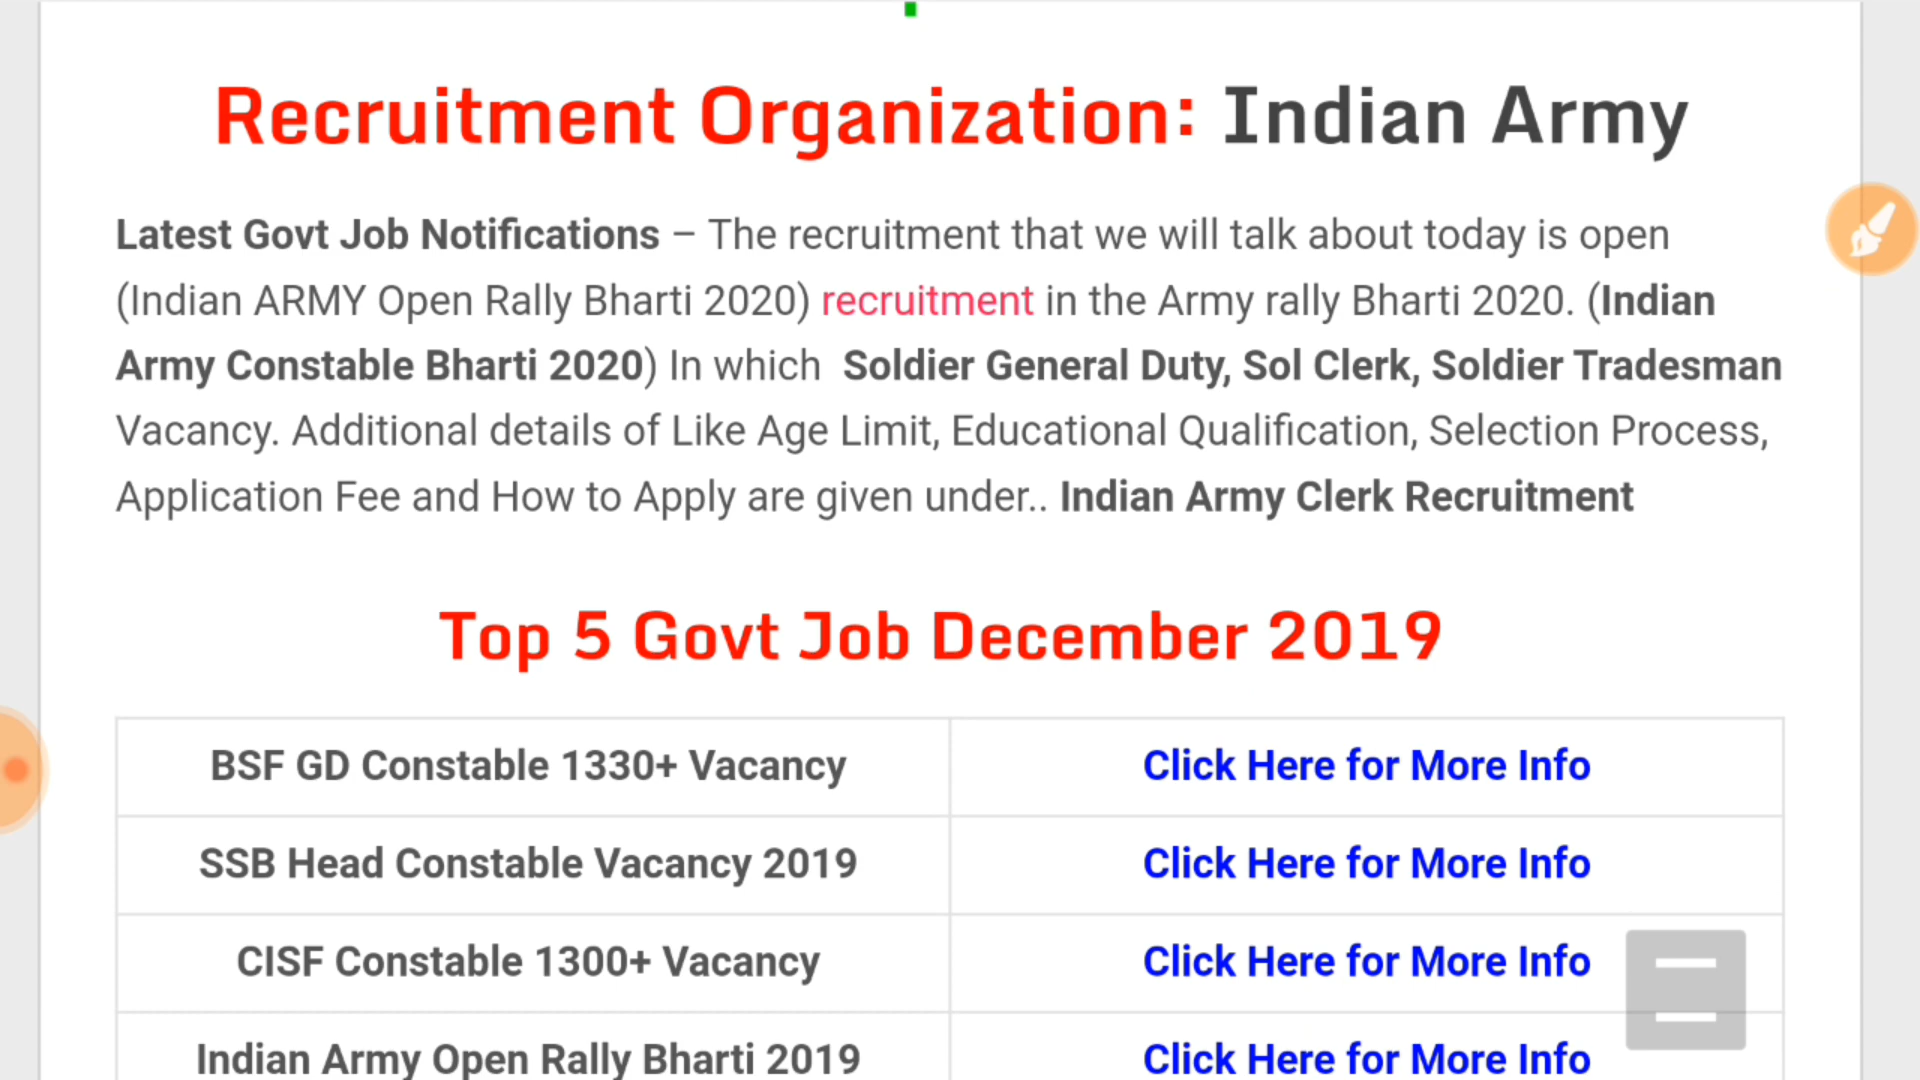 Recruitment Organization: Indian Army
Latest Govt Job Notifications – The recruitment that we will talk about today is open
(Indian ARMY Open Rally Bharti 2020) recruitment in the Army rally Bharti 2020. (Indian
Army Constable Bharti 2020) In which  Soldier General Duty, Sol Clerk, Soldier Tradesman
Vacancy. Additional details of Like Age Limit, Educational Qualification, Selection Process,
Application Fee and How to Apply are given under.. Indian Army Clerk Recruitment
Top 5 Govt Job December 2019
BSF GD Constable 1330+ Vacancy Click Here for More Info
SSB Head Constable Vacancy 2019 Click Here for More Info
CISF Constable 1300+ Vacancy Click Here for More Info
Indian Army Open Rally Bharti 2019 Click Here for More Info